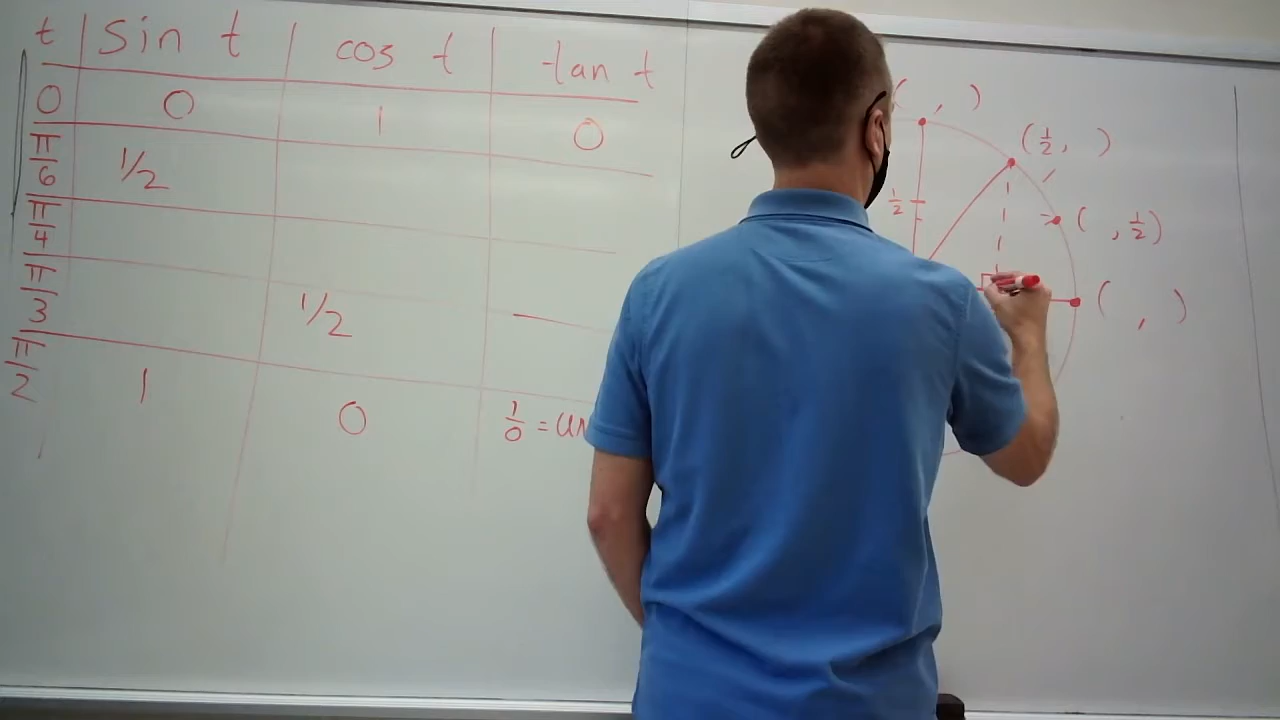 t sin t cos t tan t
0 0 1 0
π/6 1/2
π/4
π/3 1/2
π/2 1 0 1/0 =
( , )
(1/2, )
1/2
( , 1/2)
( , )